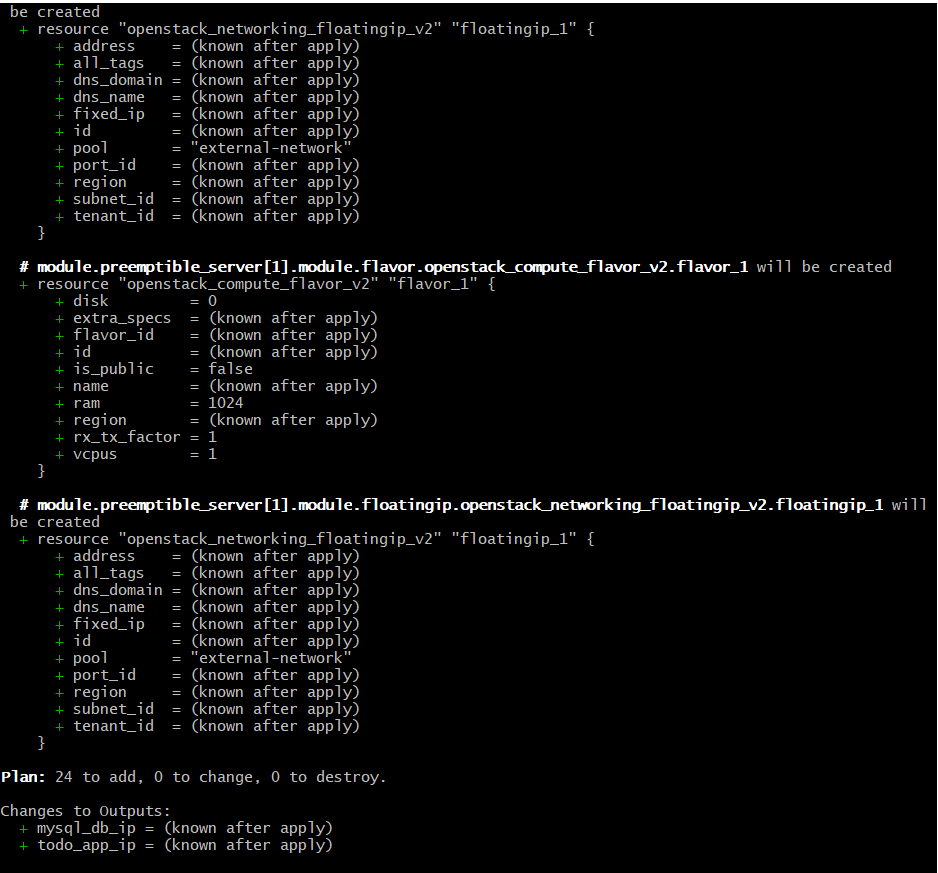 be created
+ resource "openstack_networking_floatingip_v2" "floatingip_1" {
+ address = (known after apply)
+ all_tags = (known after apply)
+ dns_domain = (known after apply)
+ dns_name = (known after apply)
+ fixed_ip = (known after apply)
+ id = (known after apply)
+ pool = "external-network"
+ port_id = (known after apply)
+ region = (known after apply)
+ subnet_id = (known after apply)
+ tenant_id = (known after apply)
}
# module.preemptible_server[1].module.flavor.openstack_compute_flavor_v2.flavor_1 will be created
+ resource "openstack_compute_flavor_v2" "flavor_1" {
+ disk = 0
+ extra_specs = (known after apply)
+ flavor_id = (known after apply)
+ id = (known after apply)
+ is_public = false
+ name = (known after apply)
+ ram = 1024
+ region = (known after apply)
+ rx_tx_factor = 1
+ vcpus = 1
}
# module.preemptible_server[1].module.floatingip.openstack_networking_floatingip_v2.floatingip_1 will
be created
+ resource "openstack_networking_floatingip_v2" "floatingip_1" {
+ address = (known after apply)
+ all_tags = (known after apply)
+ dns_domain = (known after apply)
+ dns_name = (known after apply)
+ fixed_ip = (known after apply)
+ id = (known after apply)
+ pool = "external-network"
+ port_id = (known after apply)
+ region = (known after apply)
+ subnet_id = (known after apply)
+ tenant_id = (known after apply)
}
Plan: 24 to add, 0 to change, 0 to destroy.
Changes to Outputs:
+ mysql_db_ip = (known after apply)
+ todo_app_ip = (known after apply)